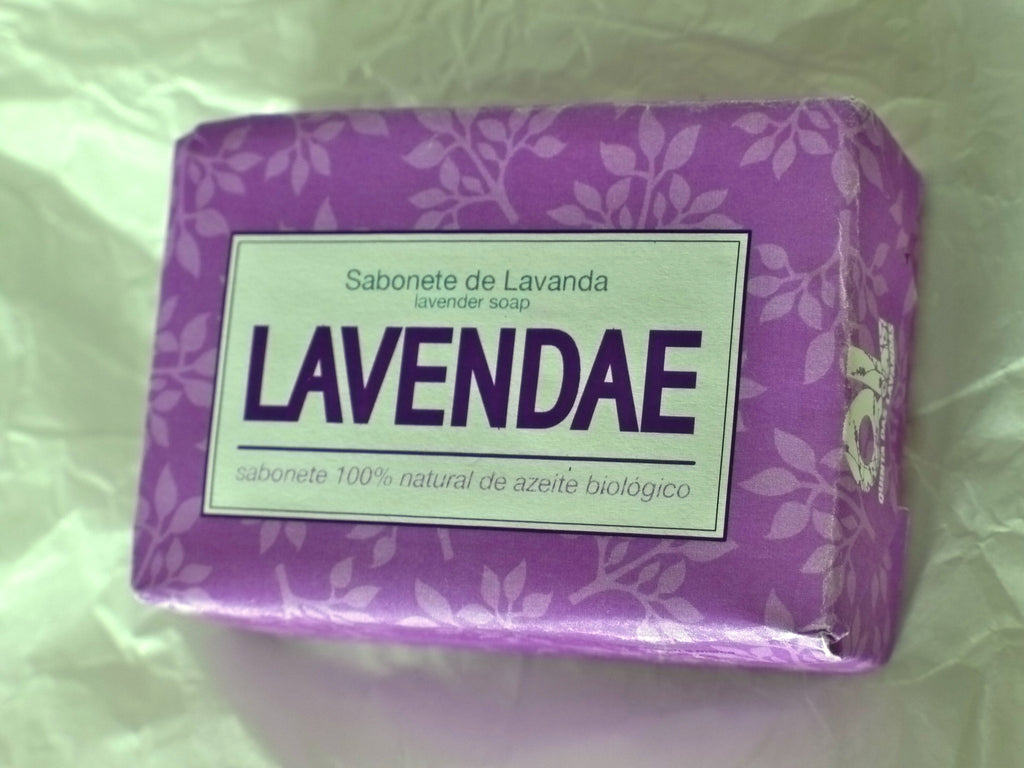 Sabonete de Lavanda
lavender soap
LAVENDAE
sabonete 100% natural de azeite biológico